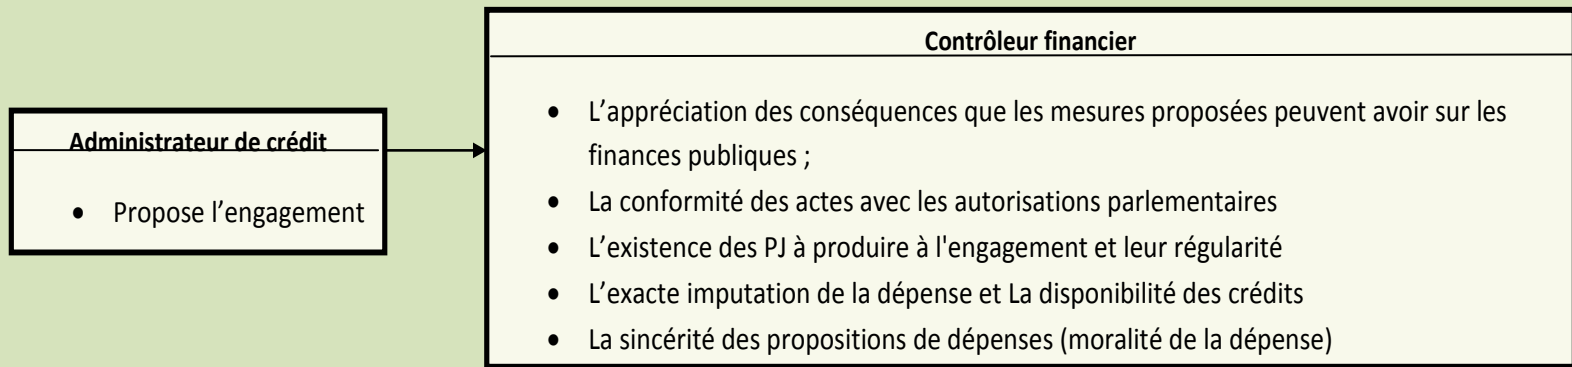 Administrateur de crédit
• Propose l’engagement
Contrôleur financier
• L’appréciation des conséquences que les mesures proposées peuvent avoir sur les
finances publiques ;
• La conformité des actes avec les autorisations parlementaires
• L’existence des PJ à produire à l'engagement et leur régularité
• L’exacte imputation de la dépense et La disponibilité des crédits
• La sincérité des propositions de dépenses (moralité de la dépense)